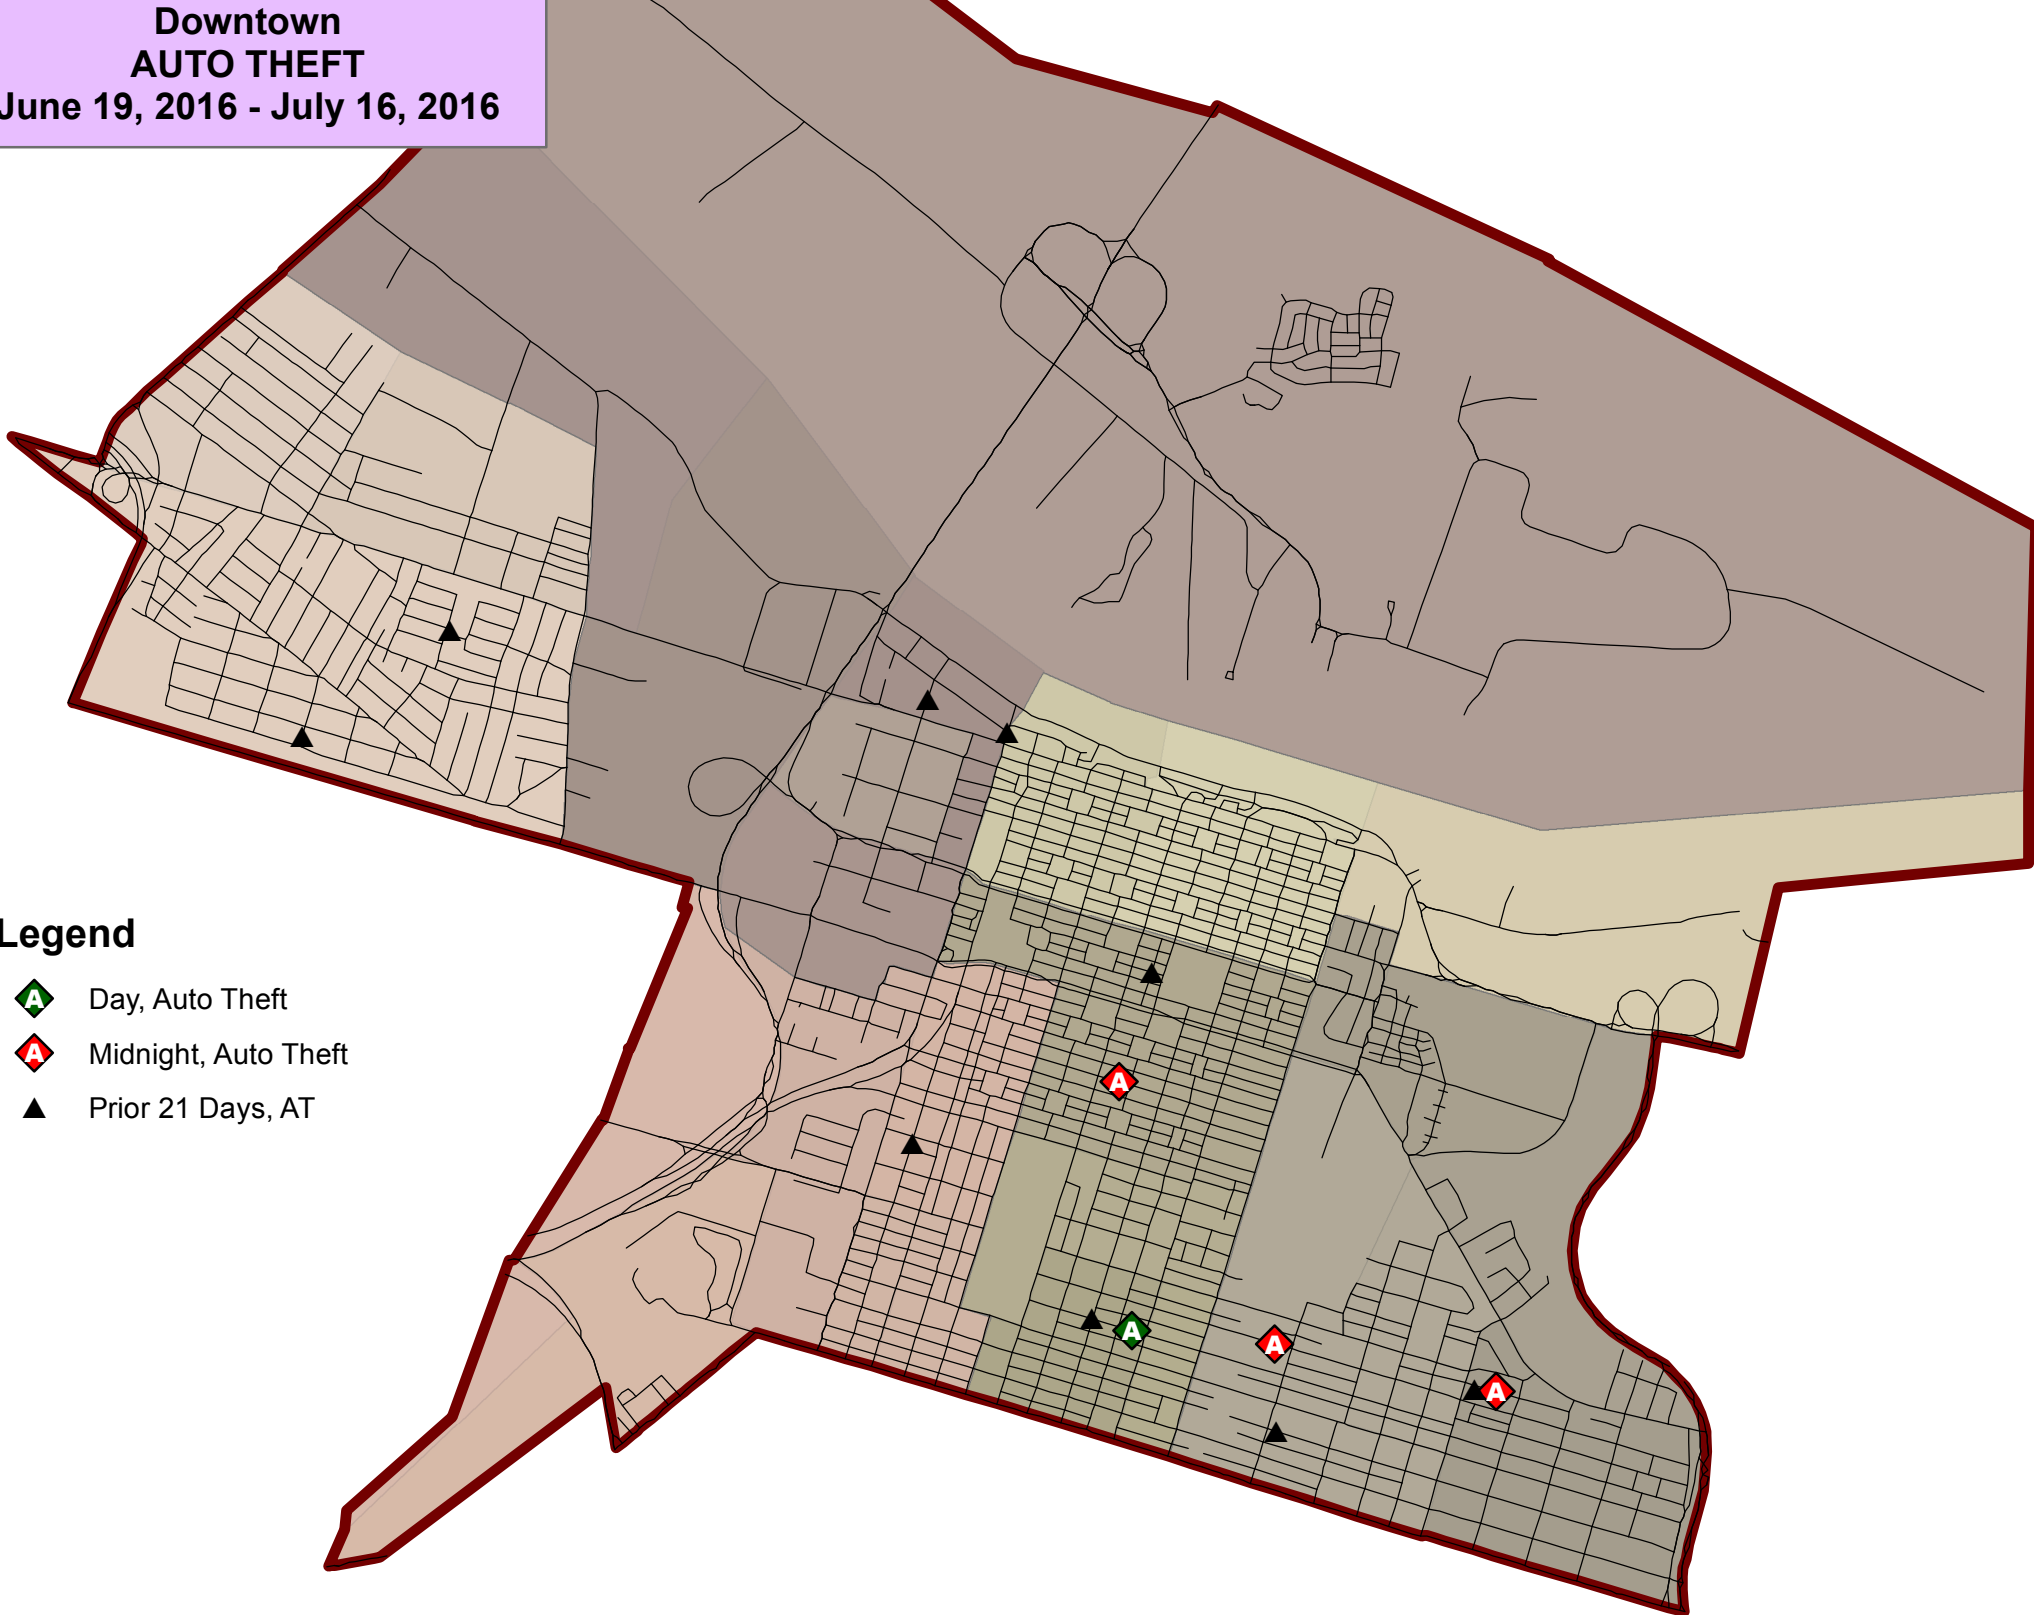 Downtown
AUTO THEFT
June 19, 2016 - July 16, 2016
Legend
A Day, Auto Theft
A Midnight, Auto Theft
Prior 21 Days, AT
A
A
A
A